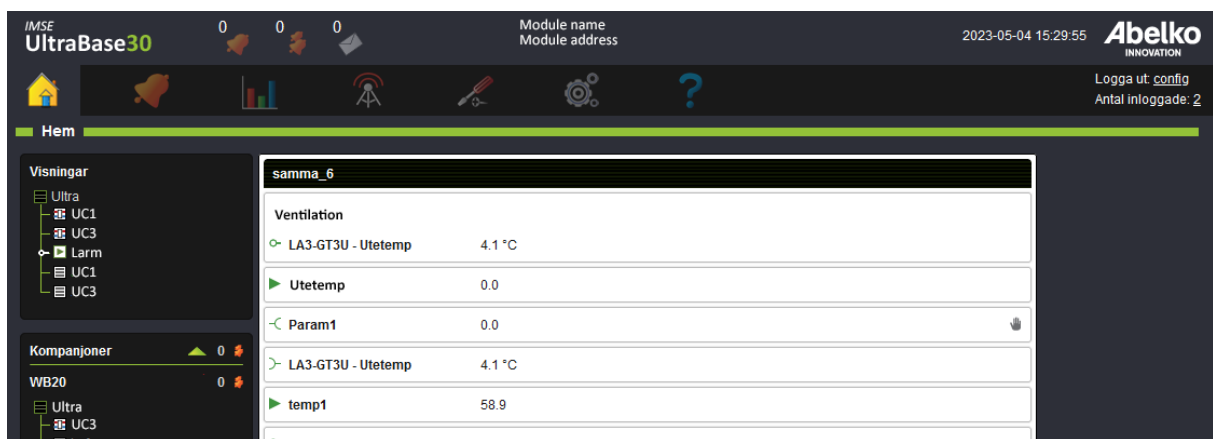 IMSE
UltraBase30
0
0
0
Module name
Module address
2023-05-04 15:29:55
Abelko
INNOVATION
?
Logga ut: config
Antal inloggade: 2
Hem
Visningar
Ultra
UC1
UC3
Larm
UC1
UC3
Kompanjoner 0
WB20 0
Ultra
UC3
samma_6
Ventilation
LA3-GT3U - Utetemp 4.1 °C
Utetemp 0.0
Param1 0.0
LA3-GT3U - Utetemp 4.1 °C
temp1 58.9